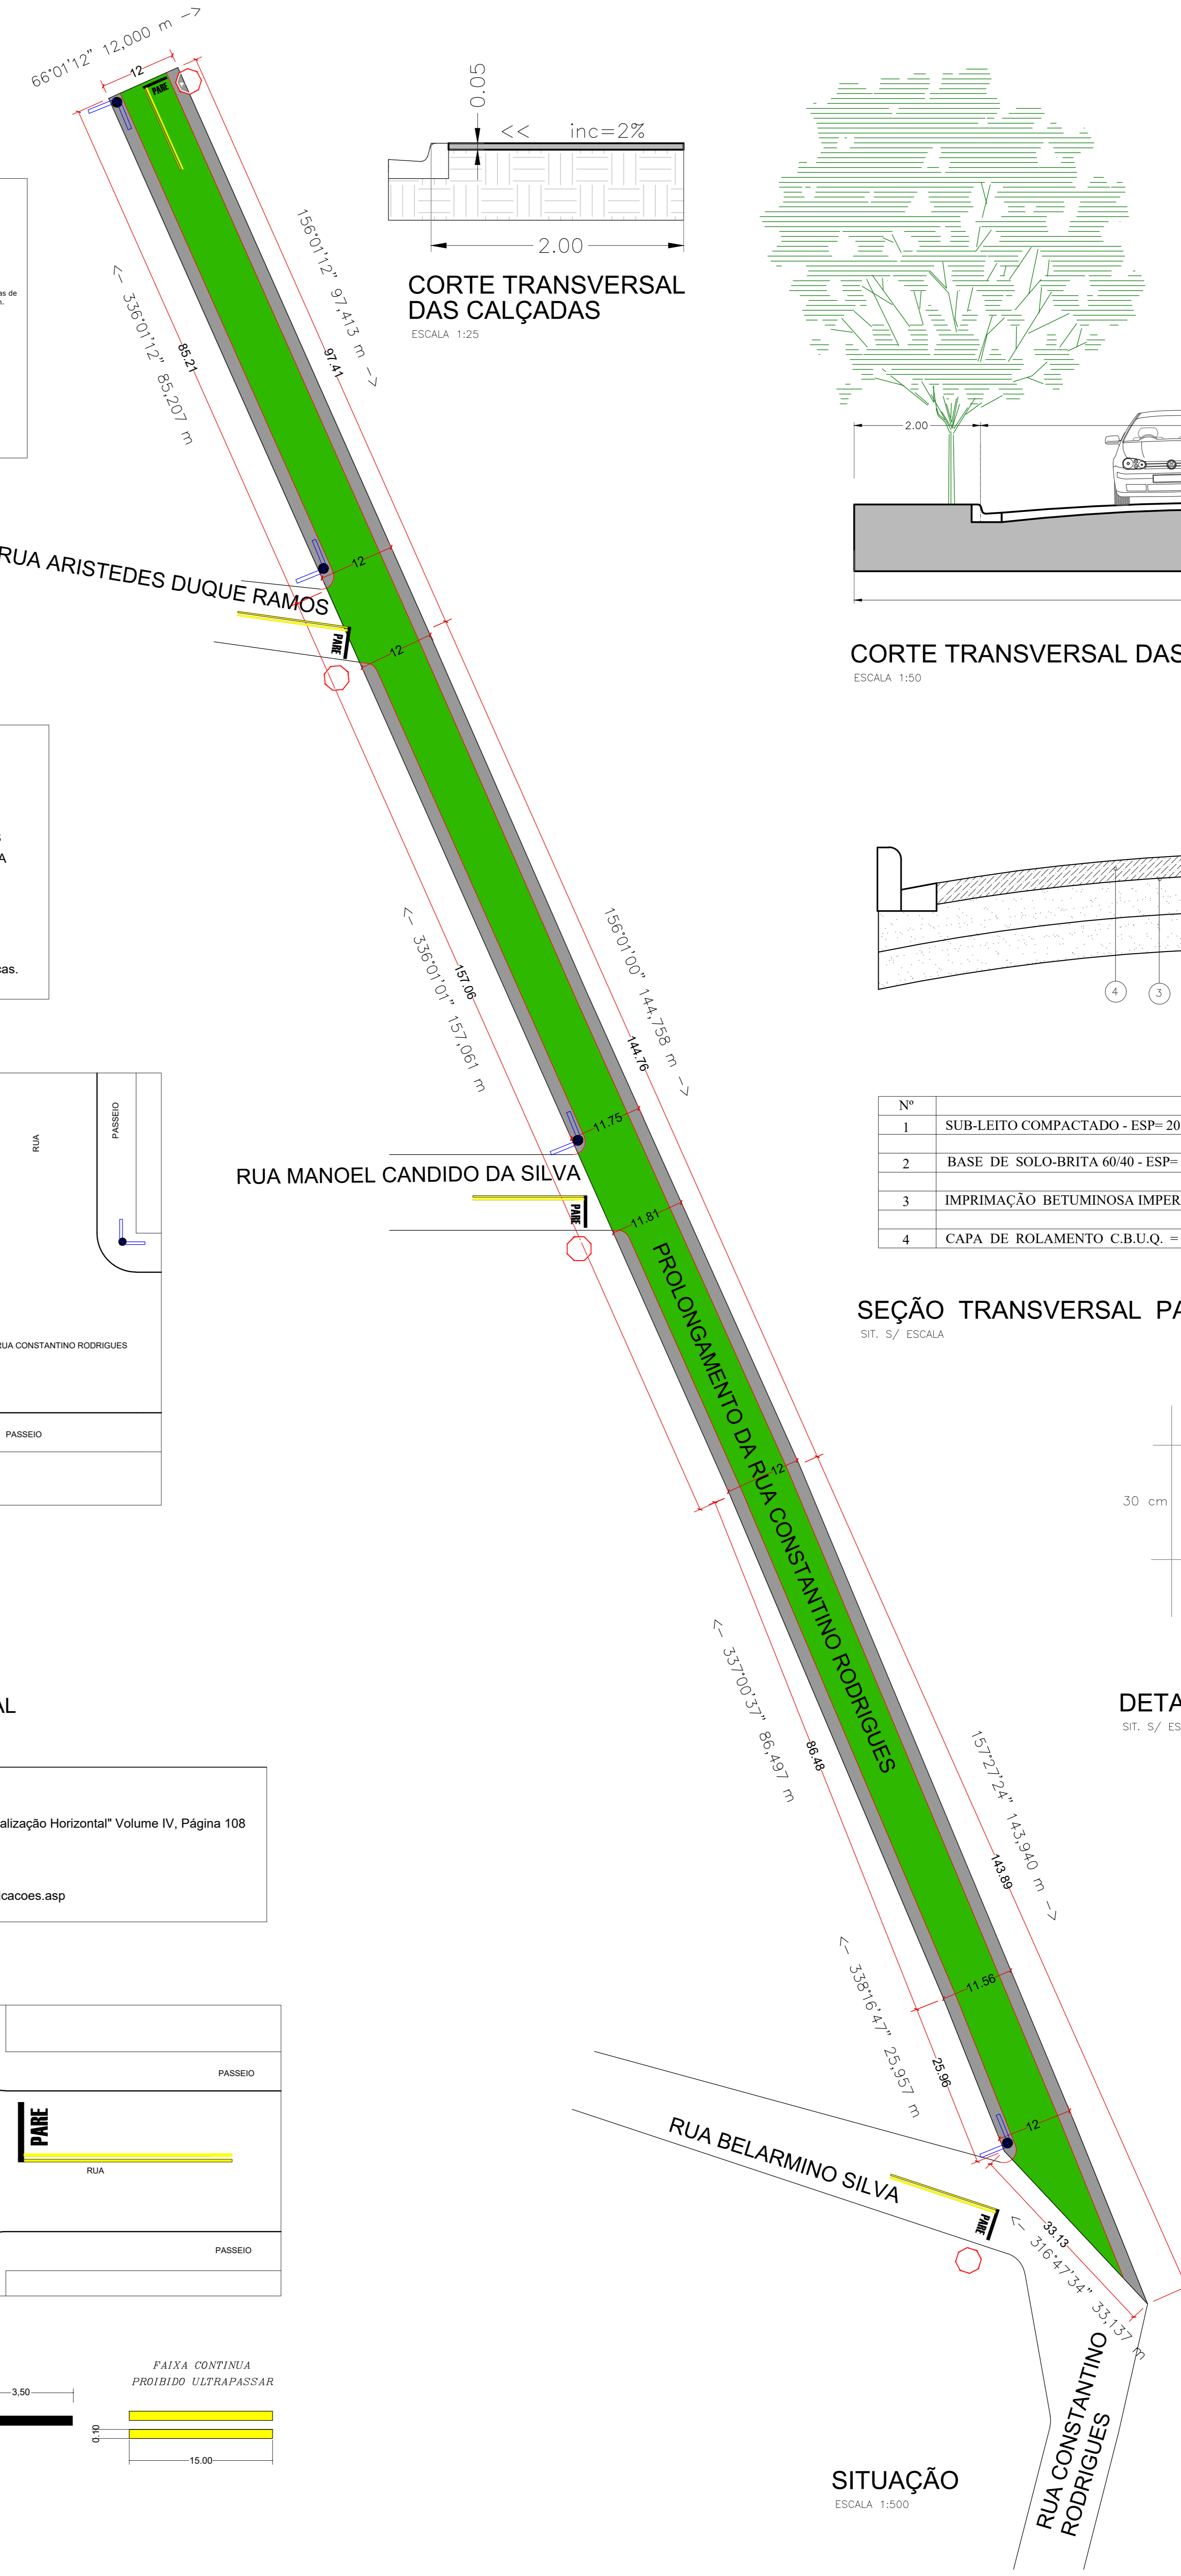 66°01'12" 12,000 m ->
12
PARE
0.05
<< inc=2%
2.00
CORTE TRANSVERSAL
DAS CALÇADAS
ESCALA 1:25
156°01'12" 97,413 m ->
97.41
<- 336°01'12" 85,207 m
85.21
as de
2.00
CORTE TRANSVERSAL DAS
ESCALA 1:50
RUA ARISTEDES DUQUE RAMOS
12
PARE
12
<- 336°01'01" 157,061 m
157.06
156°01'00" 144,758 m ->
144.76
4
3
Nº
1 SUB-LEITO COMPACTADO - ESP= 20
2 BASE DE SOLO-BRITA 60/40 - ESP=
3 IMPRIMAÇÃO BETUMINOSA IMPER
4 CAPA DE ROLAMENTO C.B.U.Q. =
SEÇÃO TRANSVERSAL PA
SIT. S/ ESCALA
11.75
RUA MANOEL CANDIDO DA SILVA
PARE
11.81
PROLONGAMENTO DA RUA CONSTANTINO RODRIGUES
12
RUA
PASSEIO
RUA CONSTANTINO RODRIGUES
PASSEIO
30 cm
DETA
SIT. S/ ES
<- 337°00'37" 86,497 m
86.48
157°27'24" 143,940 m ->
143.89
AL
alização Horizontal" Volume IV, Página 108
icacoes.asp
11.56
<- 338°16'47" 25,957 m
25.96
12
RUA BELARMINO SILVA
PARE
<- 316°47'34" 33,137 m
33.13
PASSEIO
PARE
RUA
PASSEIO
FAIXA CONTINUA
PROIBIDO ULTRAPASSAR
3,50
0.10
15.00
RUA CONSTANTINO
RODRIGUES
SITUAÇÃO
ESCALA 1:500